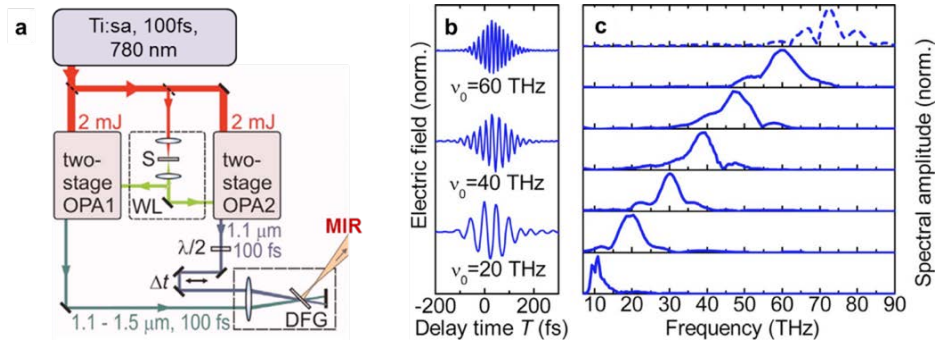 a
Ti:sa, 100fs,
780 nm
2 mJ
2 mJ
two-
stage
OPA1
S
WL
two-
stage
OPA2
1.1 μm
100 fs
λ/2
MIR
Δt
DFG
1.1 - 1.5 μm, 100 fs
b
Electric field (norm.)
ν₀=60 THz
ν₀=40 THz
ν₀=20 THz
-200 0 200
Delay time T (fs)
c
Spectral amplitude (norm.)
10 20 30 40 50 60 70 80 90
Frequency (THz)